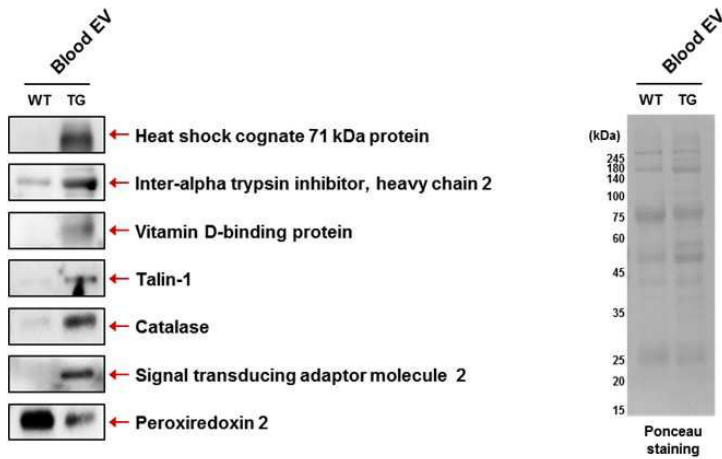 Blood EV
WT TG
Heat shock cognate 71 kDa protein
Inter-alpha trypsin inhibitor, heavy chain 2
Vitamin D-binding protein
Talin-1
Catalase
Signal transducing adaptor molecule 2
Peroxiredoxin 2
Blood EV
WT TG
(kDa)
245
180
140
100
75
60
45
35
25
20
15
Ponceau
staining